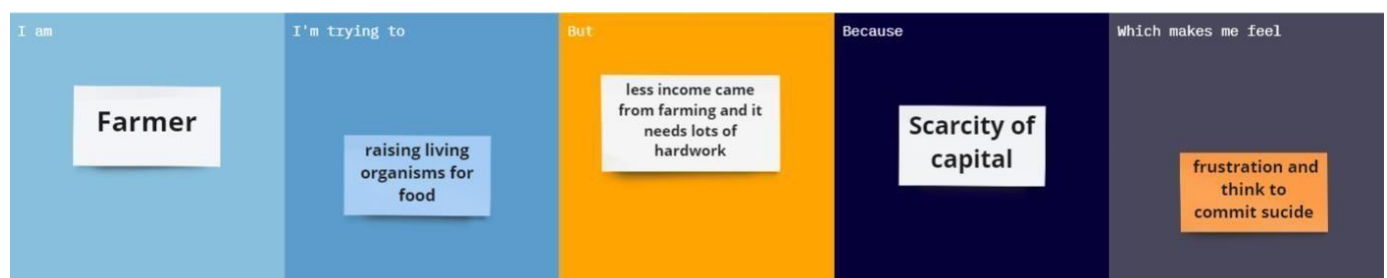 I am
Farmer
I'm trying to
raising living
organisms for
food
But
less income came
from farming and it
needs lots of
hardwork
Because
Scarcity of
capital
Which makes me feel
frustration and
think to
commit sucide